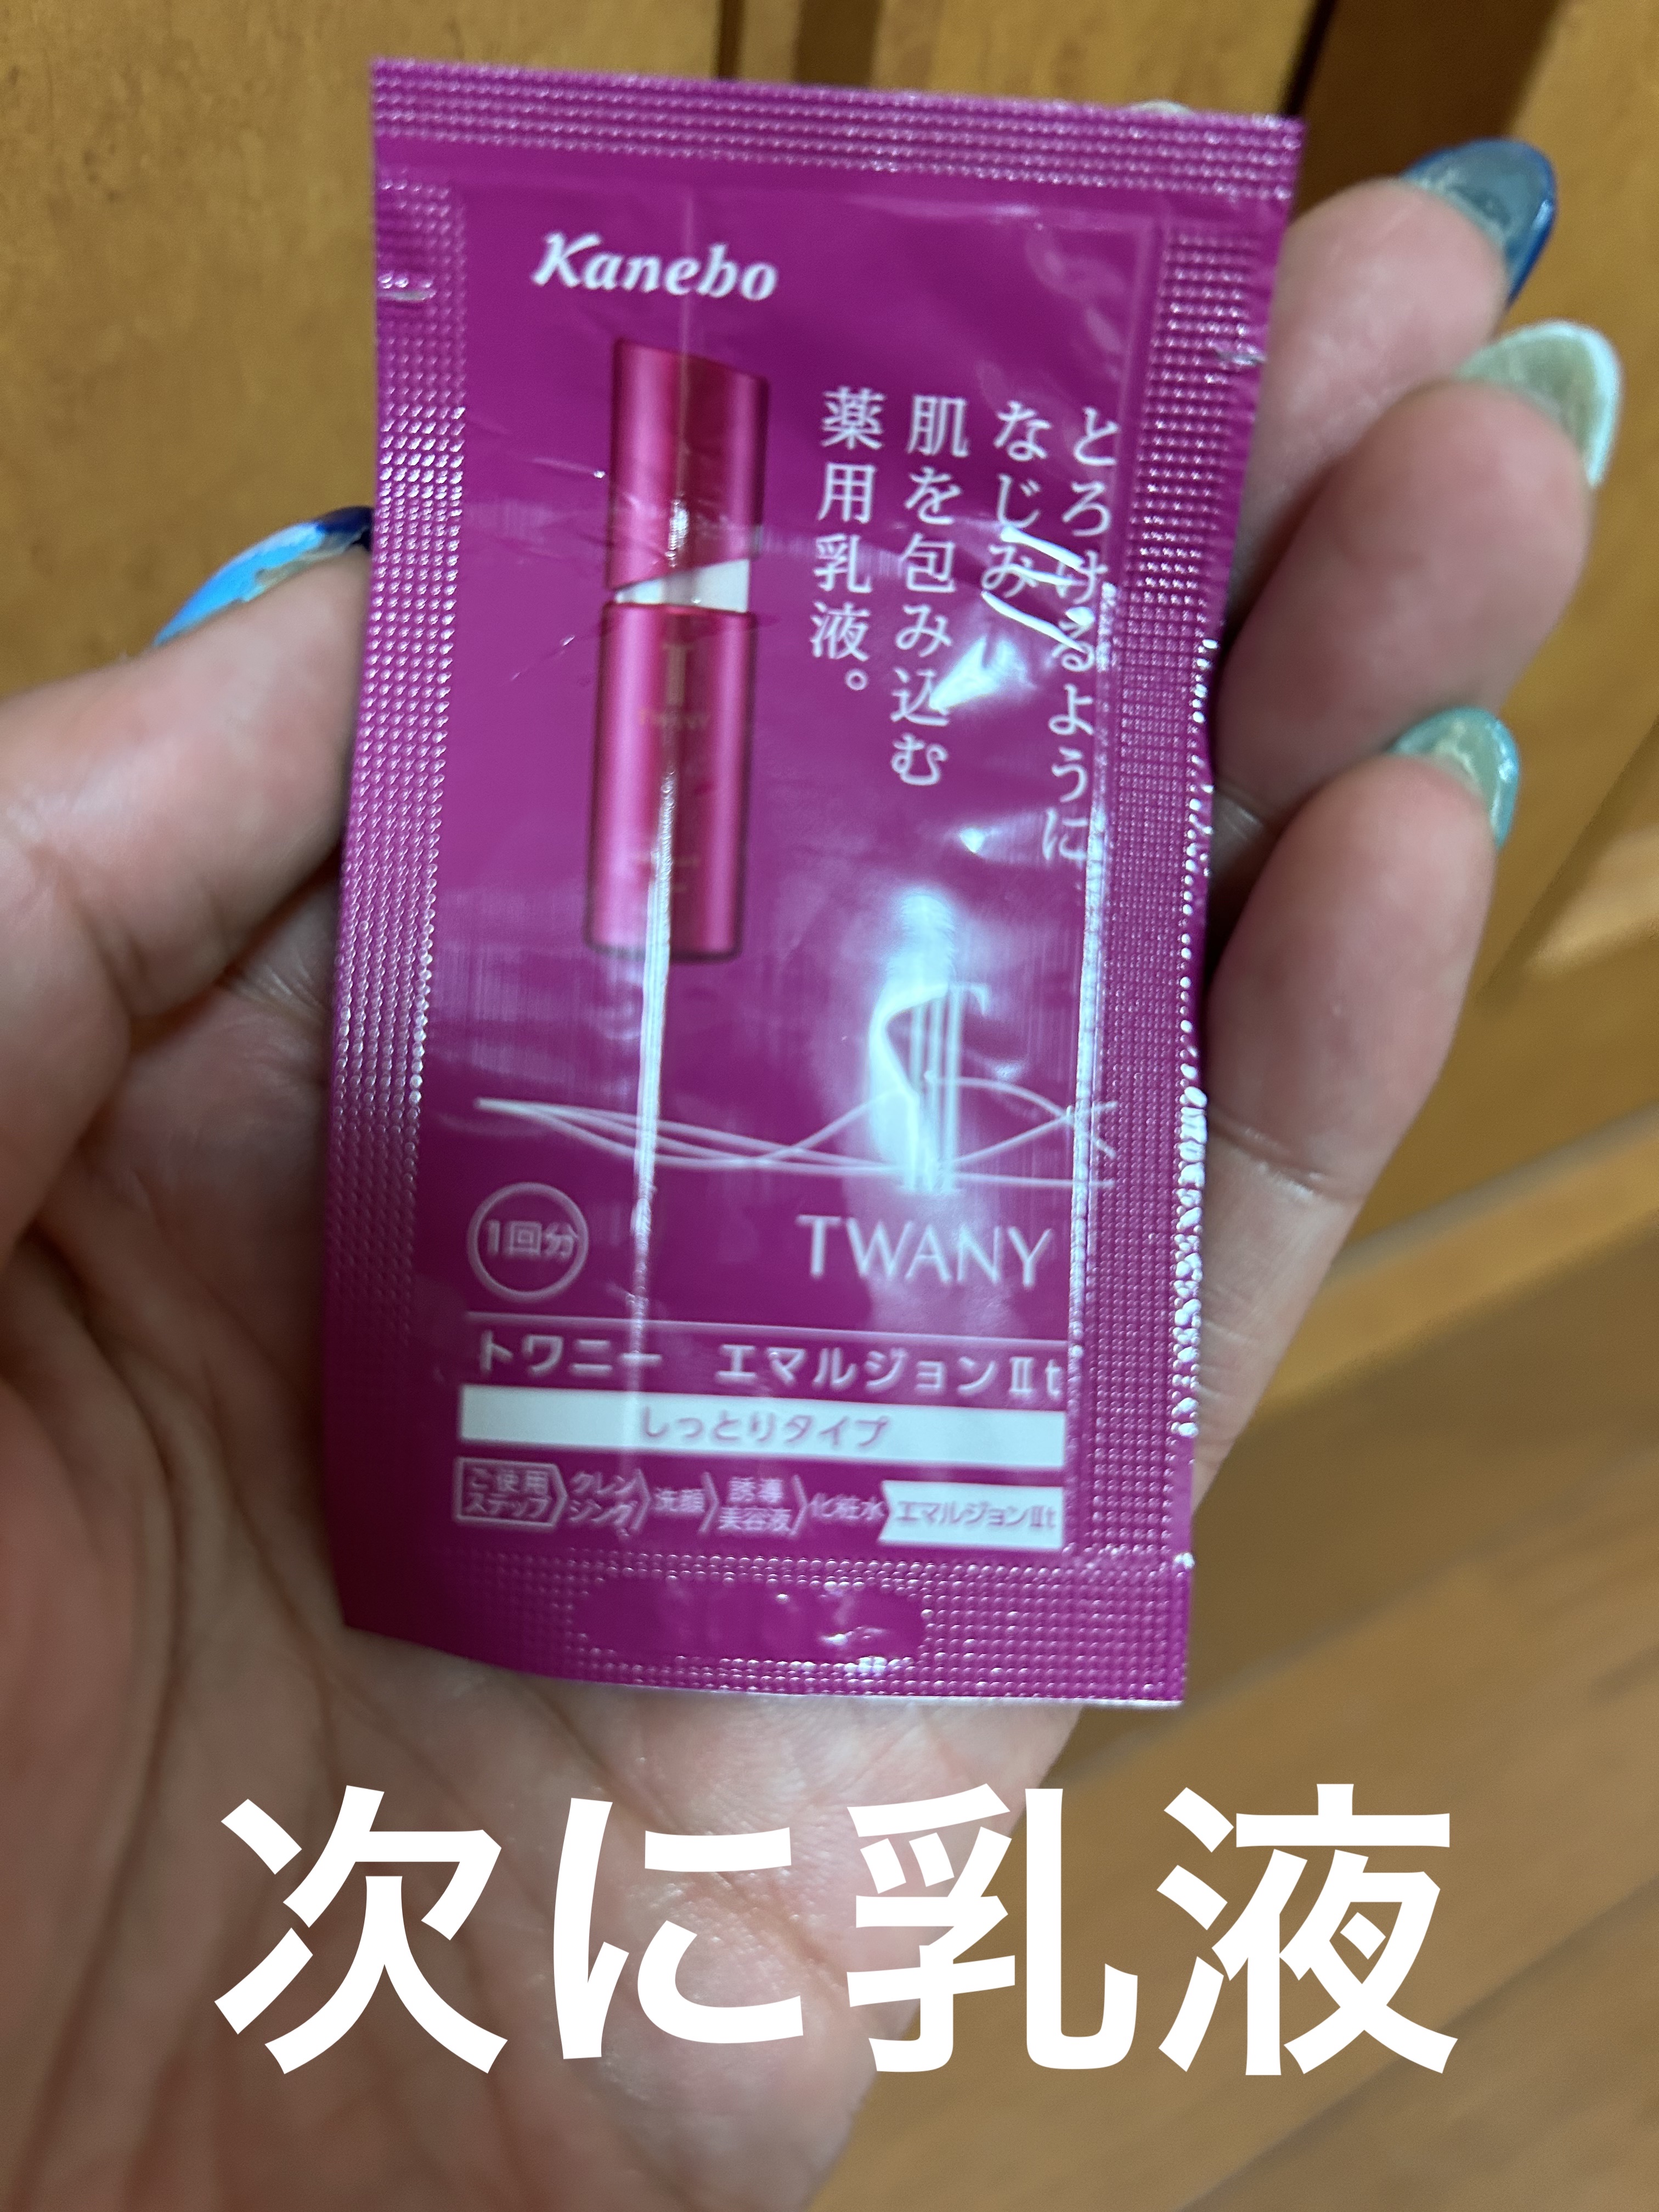 Kanebo
とろけるように
なじみ
肌を包み込む
薬用乳液。
T
TWANY
1回分
トワニー エマルジョンⅡt
しっとりタイプ
ご使用
ステップ
クレン
シング
洗顔
誘導
美容液
化粧水
エマルジョンⅡt
次に乳液